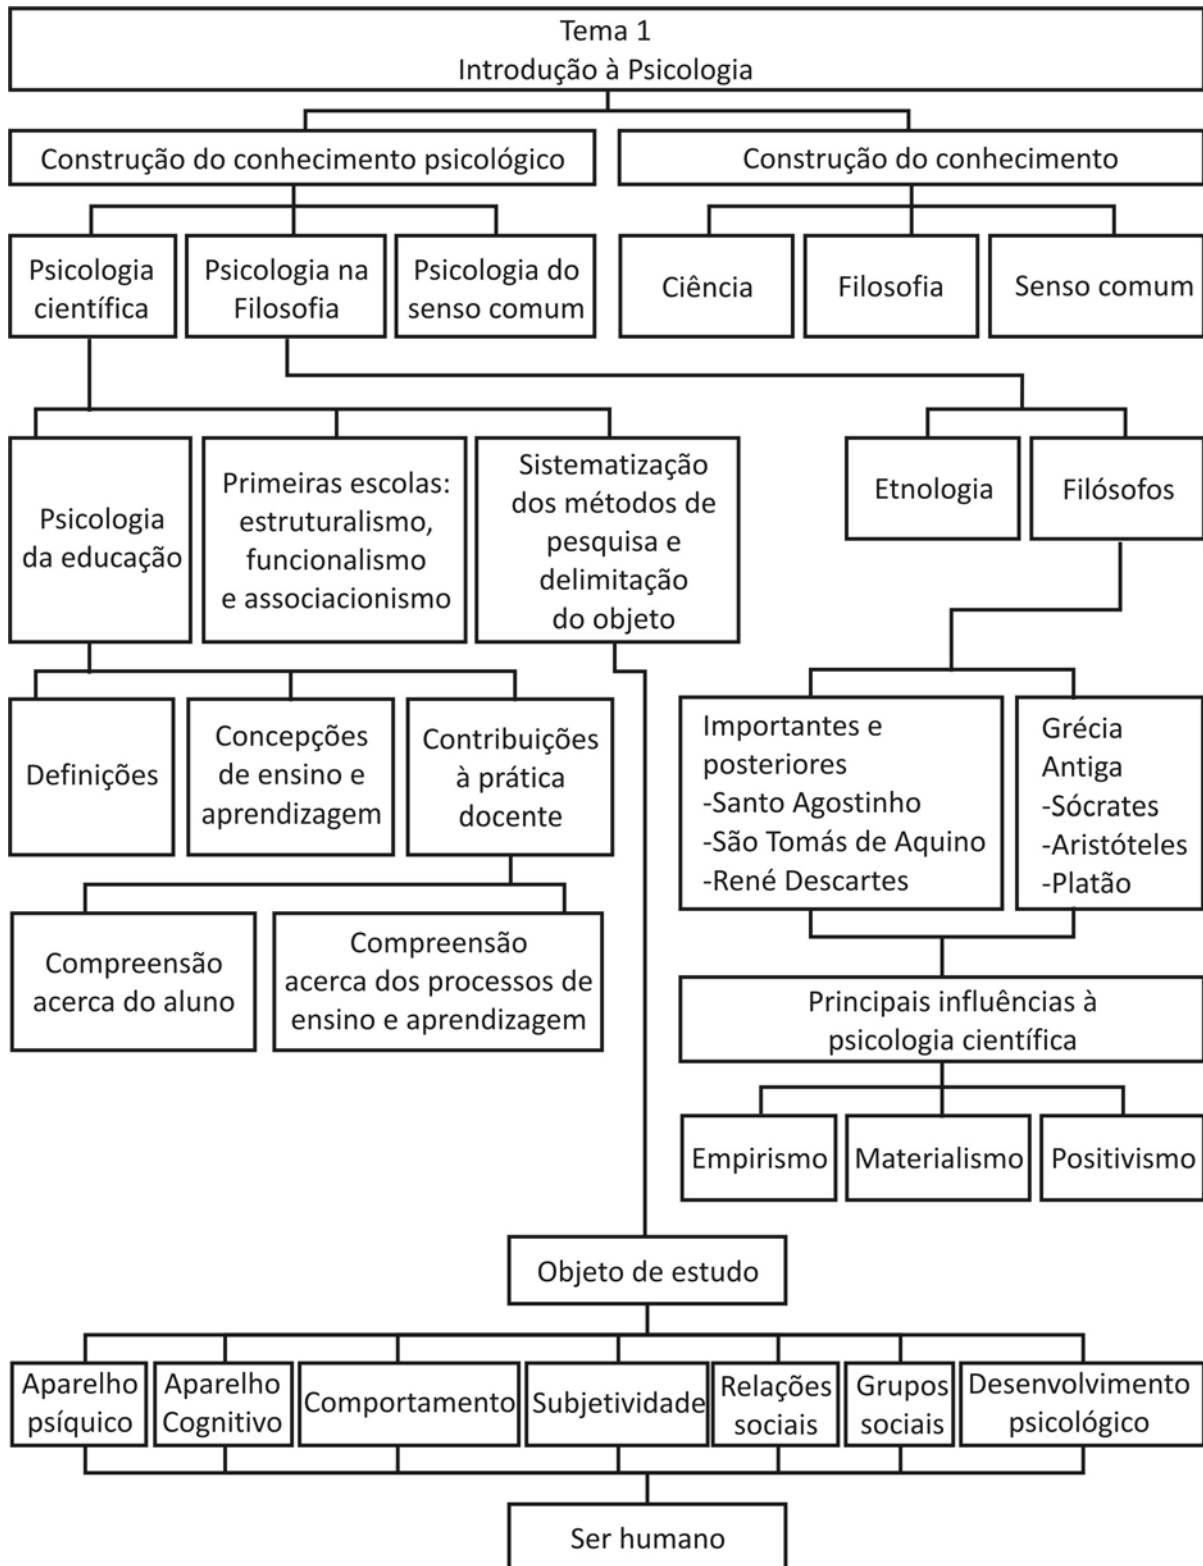 Tema 1
Introdução à Psicologia
Construção do conhecimento psicológico
Construção do conhecimento
Psicologia
científica
Psicologia na
Filosofia
Psicologia do
senso comum
Ciência
Filosofia
Senso comum
Psicologia
da educação
Primeiras escolas:
estruturalismo,
funcionalismo
e associacionismo
Sistematização
dos métodos de
pesquisa e
delimitação
do objeto
Etnologia
Filósofos
Definições
Concepções
de ensino e
aprendizagem
Contribuições
à prática
docente
Importantes e
posteriores
-Santo Agostinho
-São Tomás de Aquino
-René Descartes
Grécia
Antiga
-Sócrates
-Aristóteles
-Platão
Compreensão
acerca do aluno
Compreensão
acerca dos processos de
ensino e aprendizagem
Principais influências à
psicologia científica
Empirismo
Materialismo
Positivismo
Objeto de estudo
Aparelho
psíquico
Aparelho
Cognitivo
Comportamento
Subjetividade
Relações
sociais
Grupos
sociais
Desenvolvimento
psicológico
Ser humano